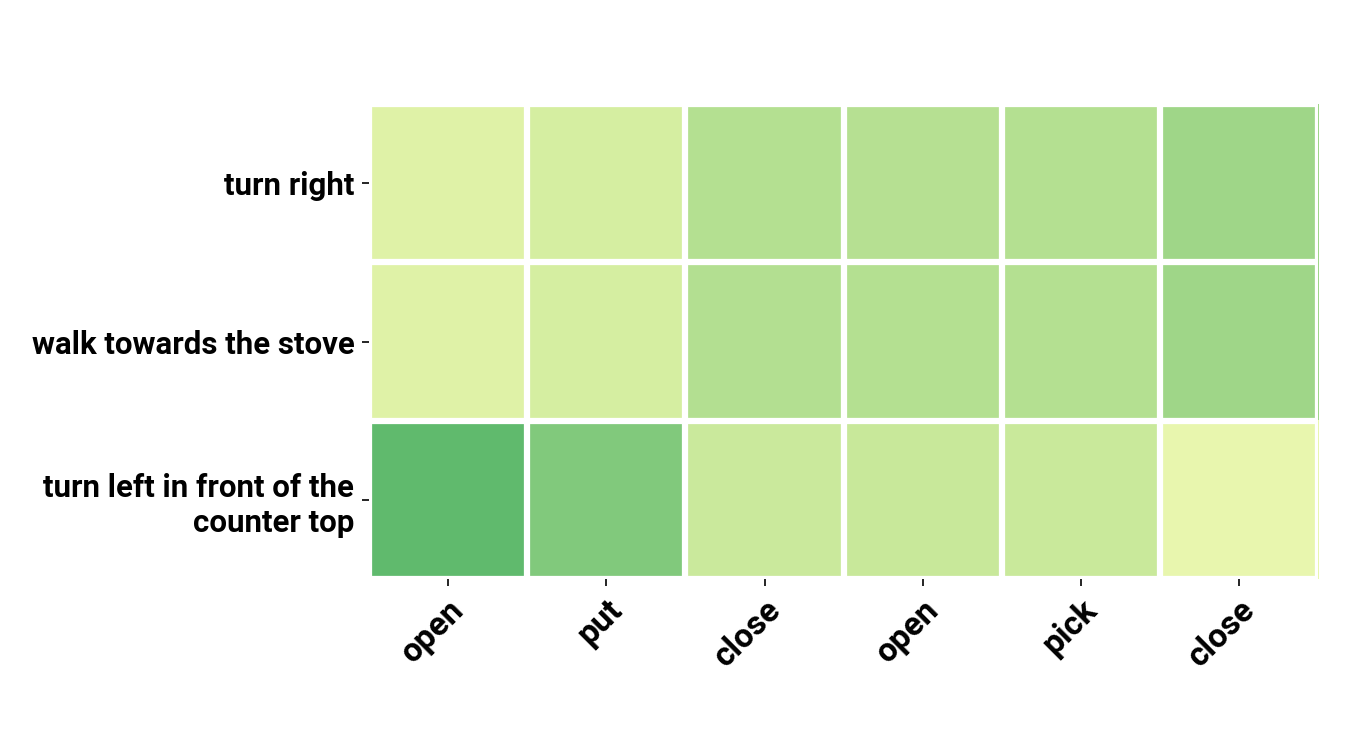 turn right
walk towards the stove
turn left in front of the
counter top
open
put
close
open
pick
close